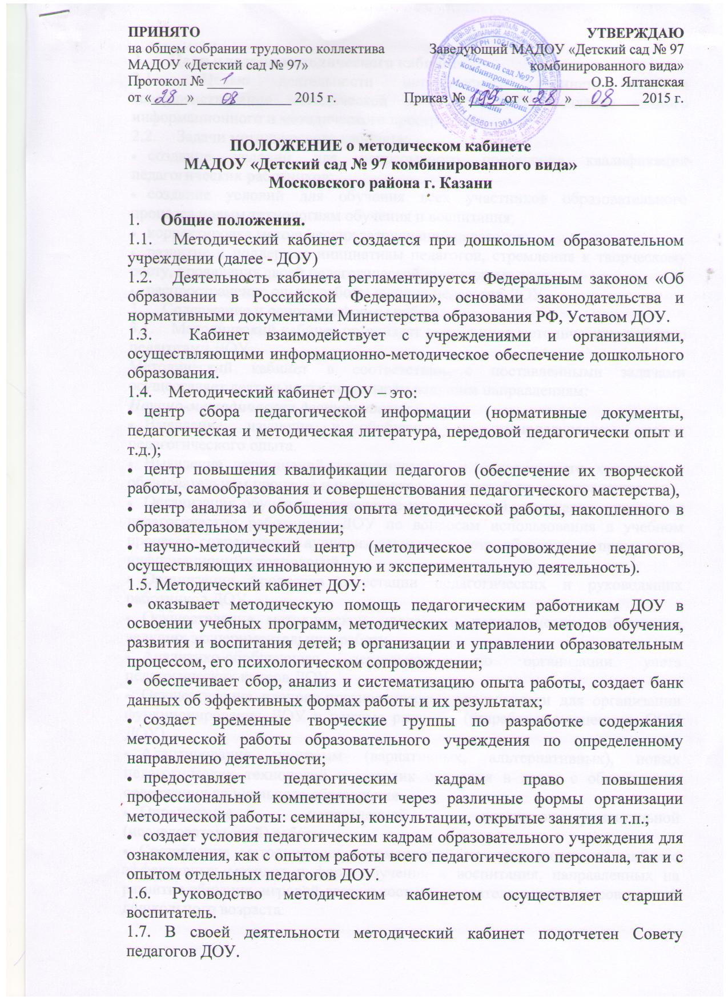 ПРИНЯТО
на общем собрании трудового коллектива
МАДОУ «Детский сад № 97»
Протокол № 1
от « 28 » 08 2015 г.
УТВЕРЖДАЮ
Заведующий МАДОУ «Детский сад № 97
комбинированного вида»
О.В. Ялтанская
Приказ № 199 от « 28 » 08 2015 г.
«Детский сад №97
комбинированного
вида»
Московского района
г.Казани
ИНН 1656011304
ПОЛОЖЕНИЕ о методическом кабинете
МАДОУ «Детский сад № 97 комбинированного вида»
Московского района г. Казани
1. Общие положения.
1.1. Методический кабинет создается при дошкольном образовательном
учреждении (далее - ДОУ)
1.2. Деятельность кабинета регламентируется Федеральным законом «Об
образовании в Российской Федерации», основами законодательства и
нормативными документами Министерства образования РФ, Уставом ДОУ.
1.3. Кабинет взаимодействует с учреждениями и организациями,
осуществляющими информационно-методическое обеспечение дошкольного
образования.
1.4. Методический кабинет ДОУ – это:
• центр сбора педагогической информации (нормативные документы,
педагогическая и методическая литература, передовой педагогически опыт и
т.д.);
• центр повышения квалификации педагогов (обеспечение их творческой
работы, самообразования и совершенствования педагогического мастерства),
• центр анализа и обобщения опыта методической работы, накопленного в
образовательном учреждении;
• научно-методический центр (методическое сопровождение педагогов,
осуществляющих инновационную и экспериментальную деятельность).
1.5. Методический кабинет ДОУ:
• оказывает методическую помощь педагогическим работникам ДОУ в
освоении учебных программ, методических материалов, методов обучения,
развития и воспитания детей; в организации и управлении образовательным
процессом, его психологическом сопровождении;
• обеспечивает сбор, анализ и систематизацию опыта работы, создает банк
данных об эффективных формах работы и их результатах;
• создает временные творческие группы по разработке содержания
методической работы образовательного учреждения по определенному
направлению деятельности;
• предоставляет педагогическим кадрам право повышения
профессиональной компетентности через различные формы организации
методической работы: семинары, консультации, открытые занятия и т.п.;
• создает условия педагогическим кадрам образовательного учреждения для
ознакомления, как с опытом работы всего педагогического персонала, так и с
опытом отдельных педагогов ДОУ.
1.6. Руководство методическим кабинетом осуществляет старший
воспитатель.
1.7. В своей деятельности методический кабинет подотчетен Совету
педагогов ДОУ.